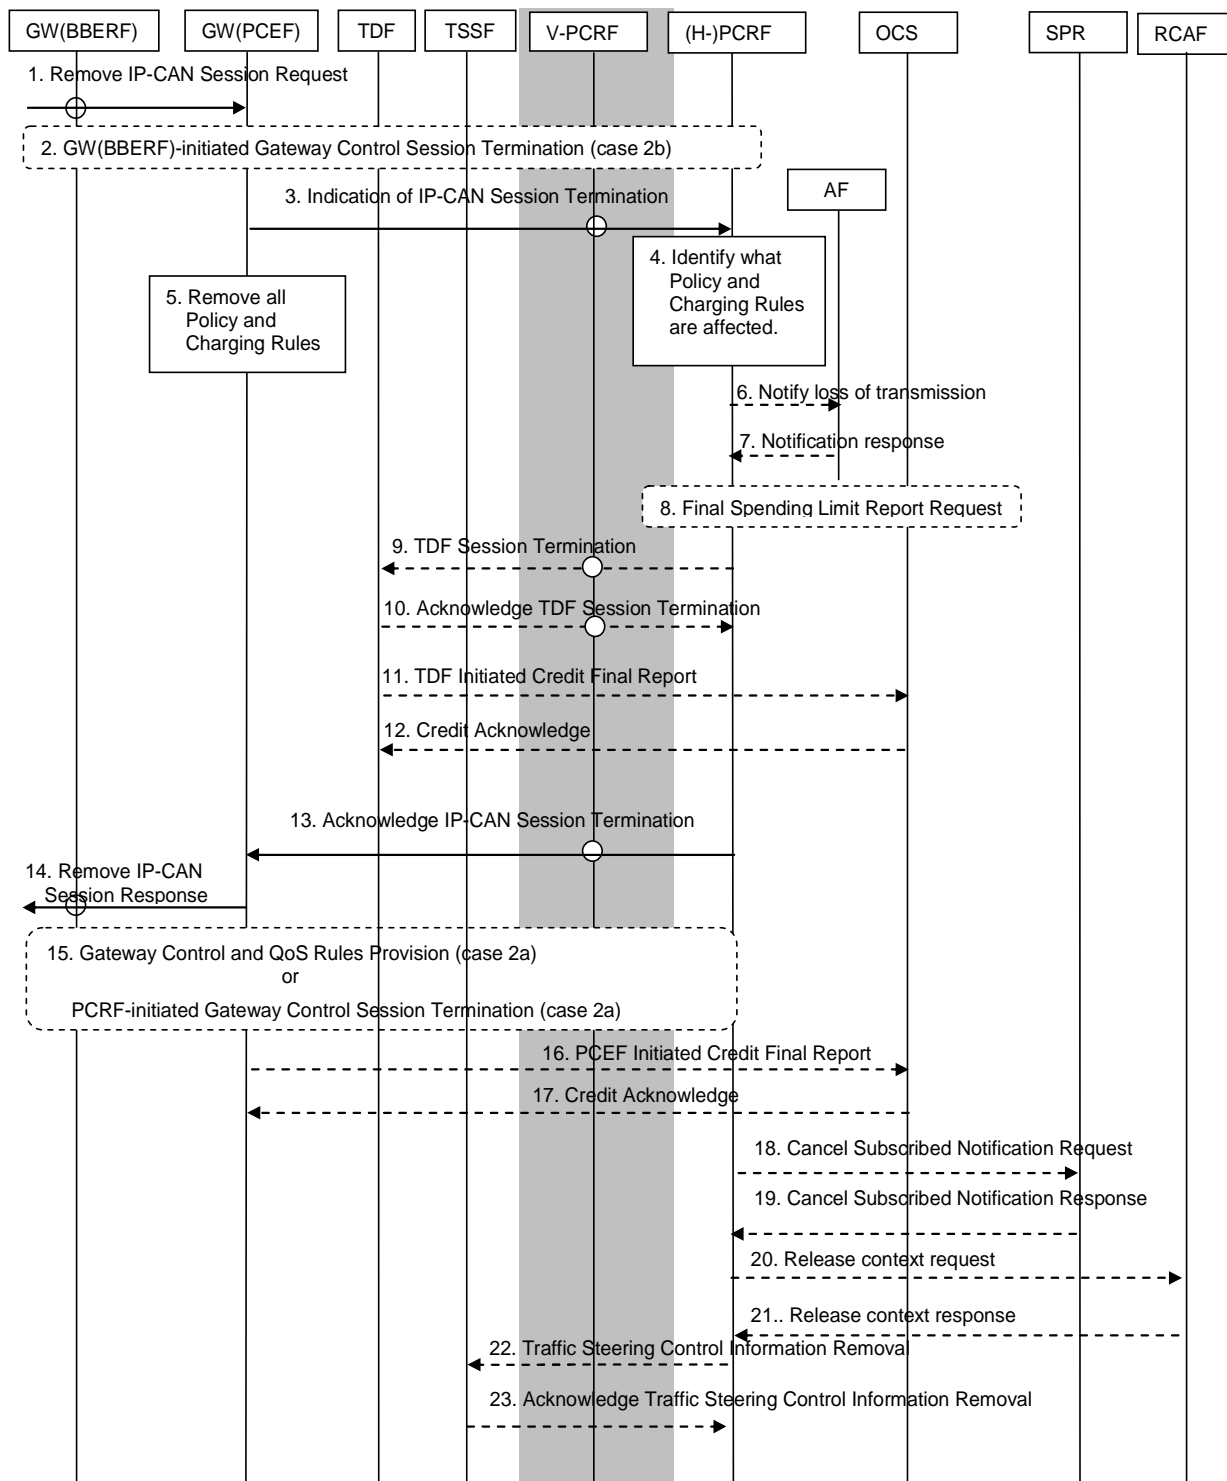 GW(BBERF) GW(PCEF) TDF TSSF V-PCRF (H-)PCRF OCS SPR RCAF
1. Remove IP-CAN Session Request
2. GW(BBERF)-initiated Gateway Control Session Termination (case 2b)
AF
3. Indication of IP-CAN Session Termination
4. Identify what
Policy and
Charging Rules
are affected.
5. Remove all
Policy and
Charging Rules
6. Notify loss of transmission
7. Notification response
8. Final Spending Limit Report Request
9. TDF Session Termination
10. Acknowledge TDF Session Termination
11. TDF Initiated Credit Final Report
12. Credit Acknowledge
13. Acknowledge IP-CAN Session Termination
14. Remove IP-CAN
Session Response
15. Gateway Control and QoS Rules Provision (case 2a)
or
PCRF-initiated Gateway Control Session Termination (case 2a)
16. PCEF Initiated Credit Final Report
17. Credit Acknowledge
18. Cancel Subscribed Notification Request
19. Cancel Subscribed Notification Response
20. Release context request
21.. Release context response
22. Traffic Steering Control Information Removal
23. Acknowledge Traffic Steering Control Information Removal